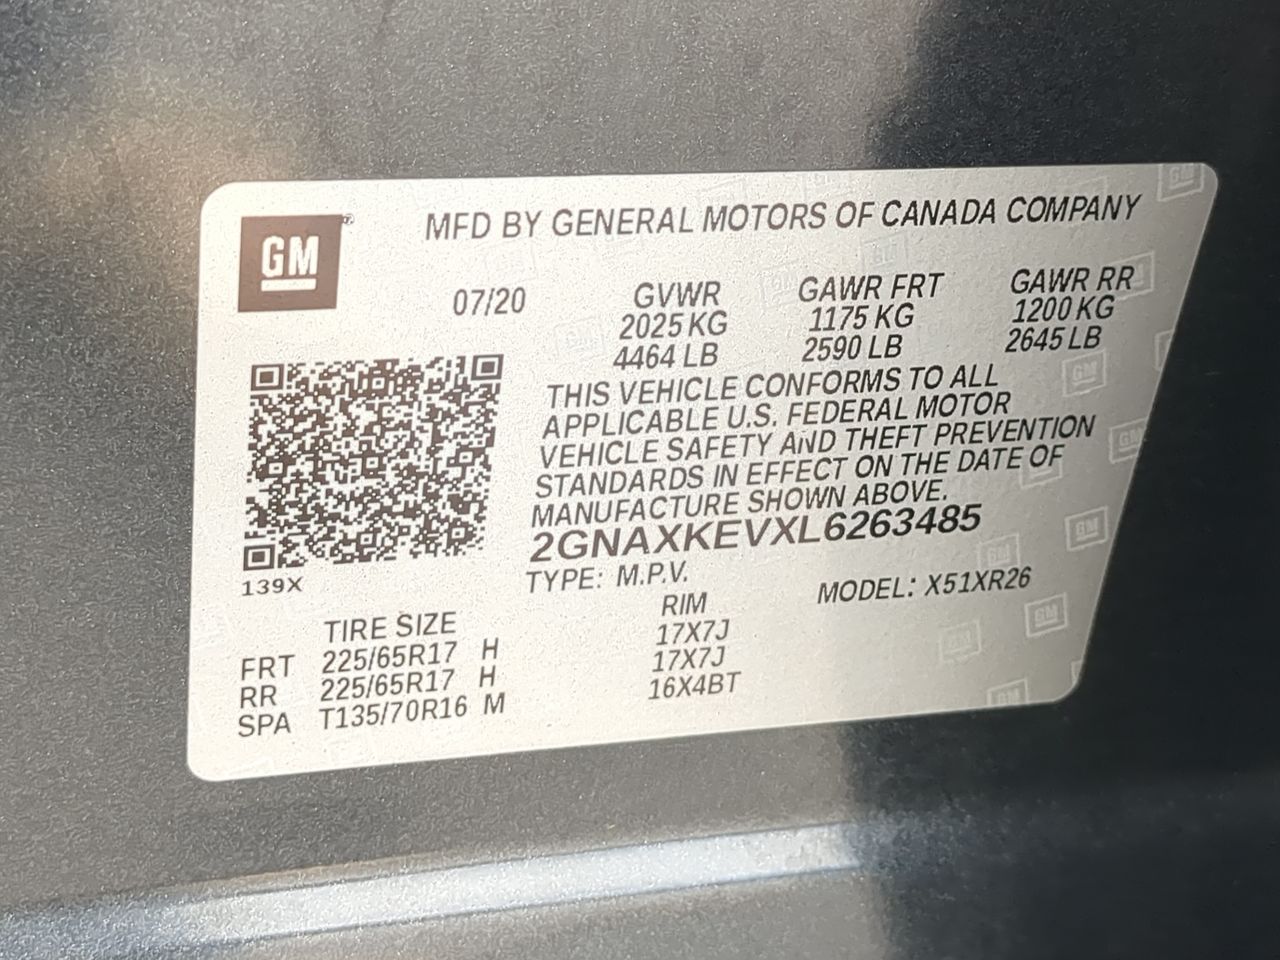 GM
MFD BY GENERAL MOTORS OF CANADA COMPANY
07/20
GVWR GAWR FRT GAWR RR
2025 KG 1175 KG 1200 KG
4464 LB 2590 LB 2645 LB
THIS VEHICLE CONFORMS TO ALL
APPLICABLE U.S. FEDERAL MOTOR
VEHICLE SAFETY AND THEFT PREVENTION
STANDARDS IN EFFECT ON THE DATE OF
MANUFACTURE SHOWN ABOVE.
2GNAXKEVXL6263485
139X
TYPE: M.P.V. MODEL: X51XR26
TIRE SIZE RIM
FRT 225/65R17 H 17X7J
RR 225/65R17 H 17X7J
SPA T135/70R16 M 16X4BT